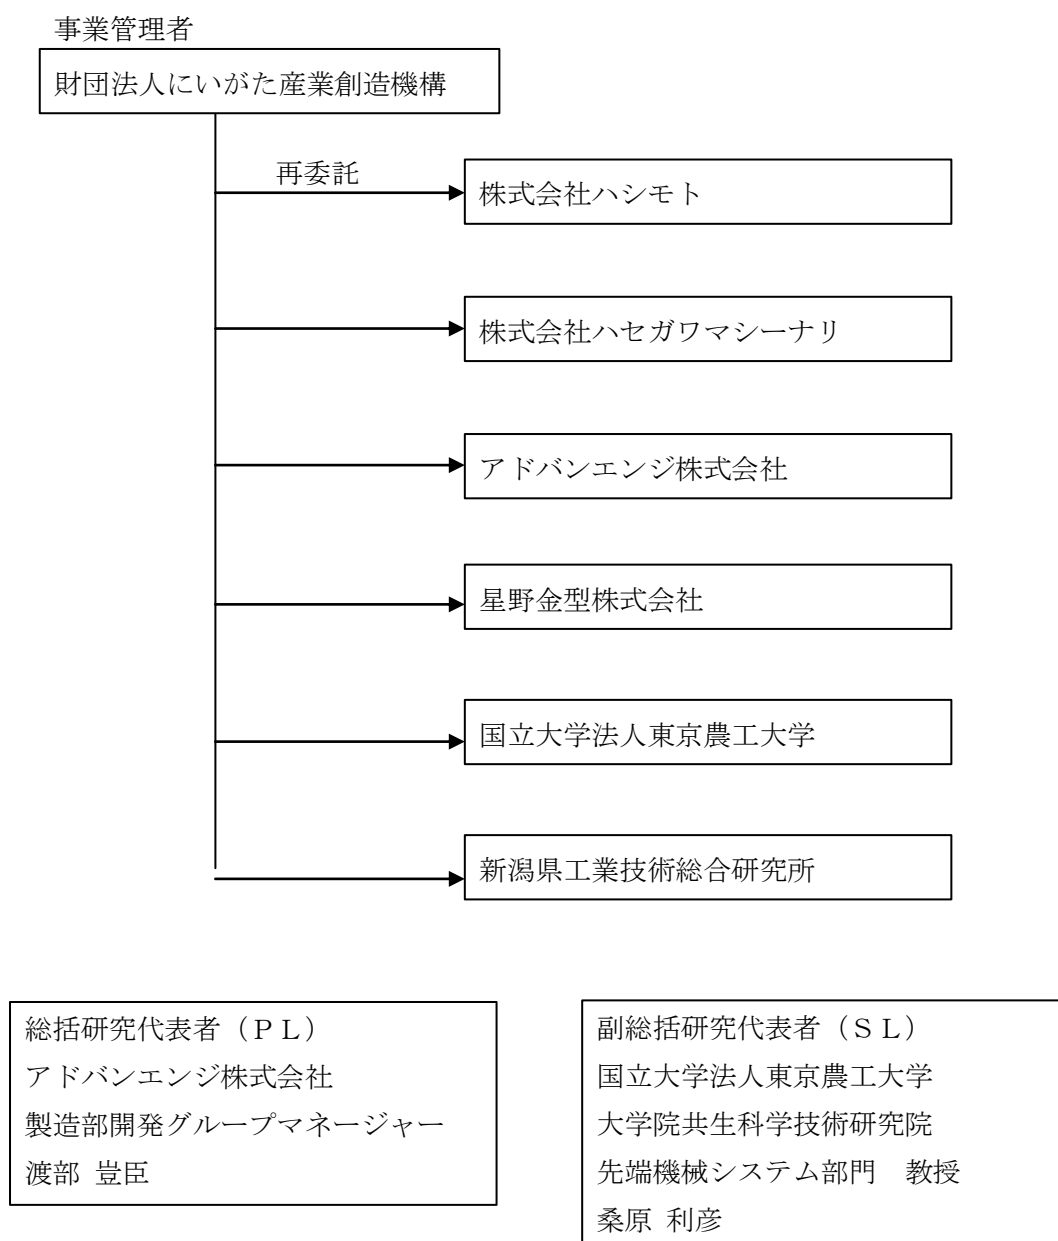 事業管理者
財団法人にいがた産業創造機構
再委託
株式会社ハシモト
株式会社ハセガワマシーナリ
アドバンエンジ株式会社
星野金型株式会社
国立大学法人東京農工大学
新潟県工業技術総合研究所
総括研究代表者（ＰＬ）
アドバンエンジ株式会社
製造部開発グループマネージャー
渡部 豈臣
副総括研究代表者（ＳＬ）
国立大学法人東京農工大学
大学院共生科学技術研究院
先端機械システム部門　教授
桑原 利彦